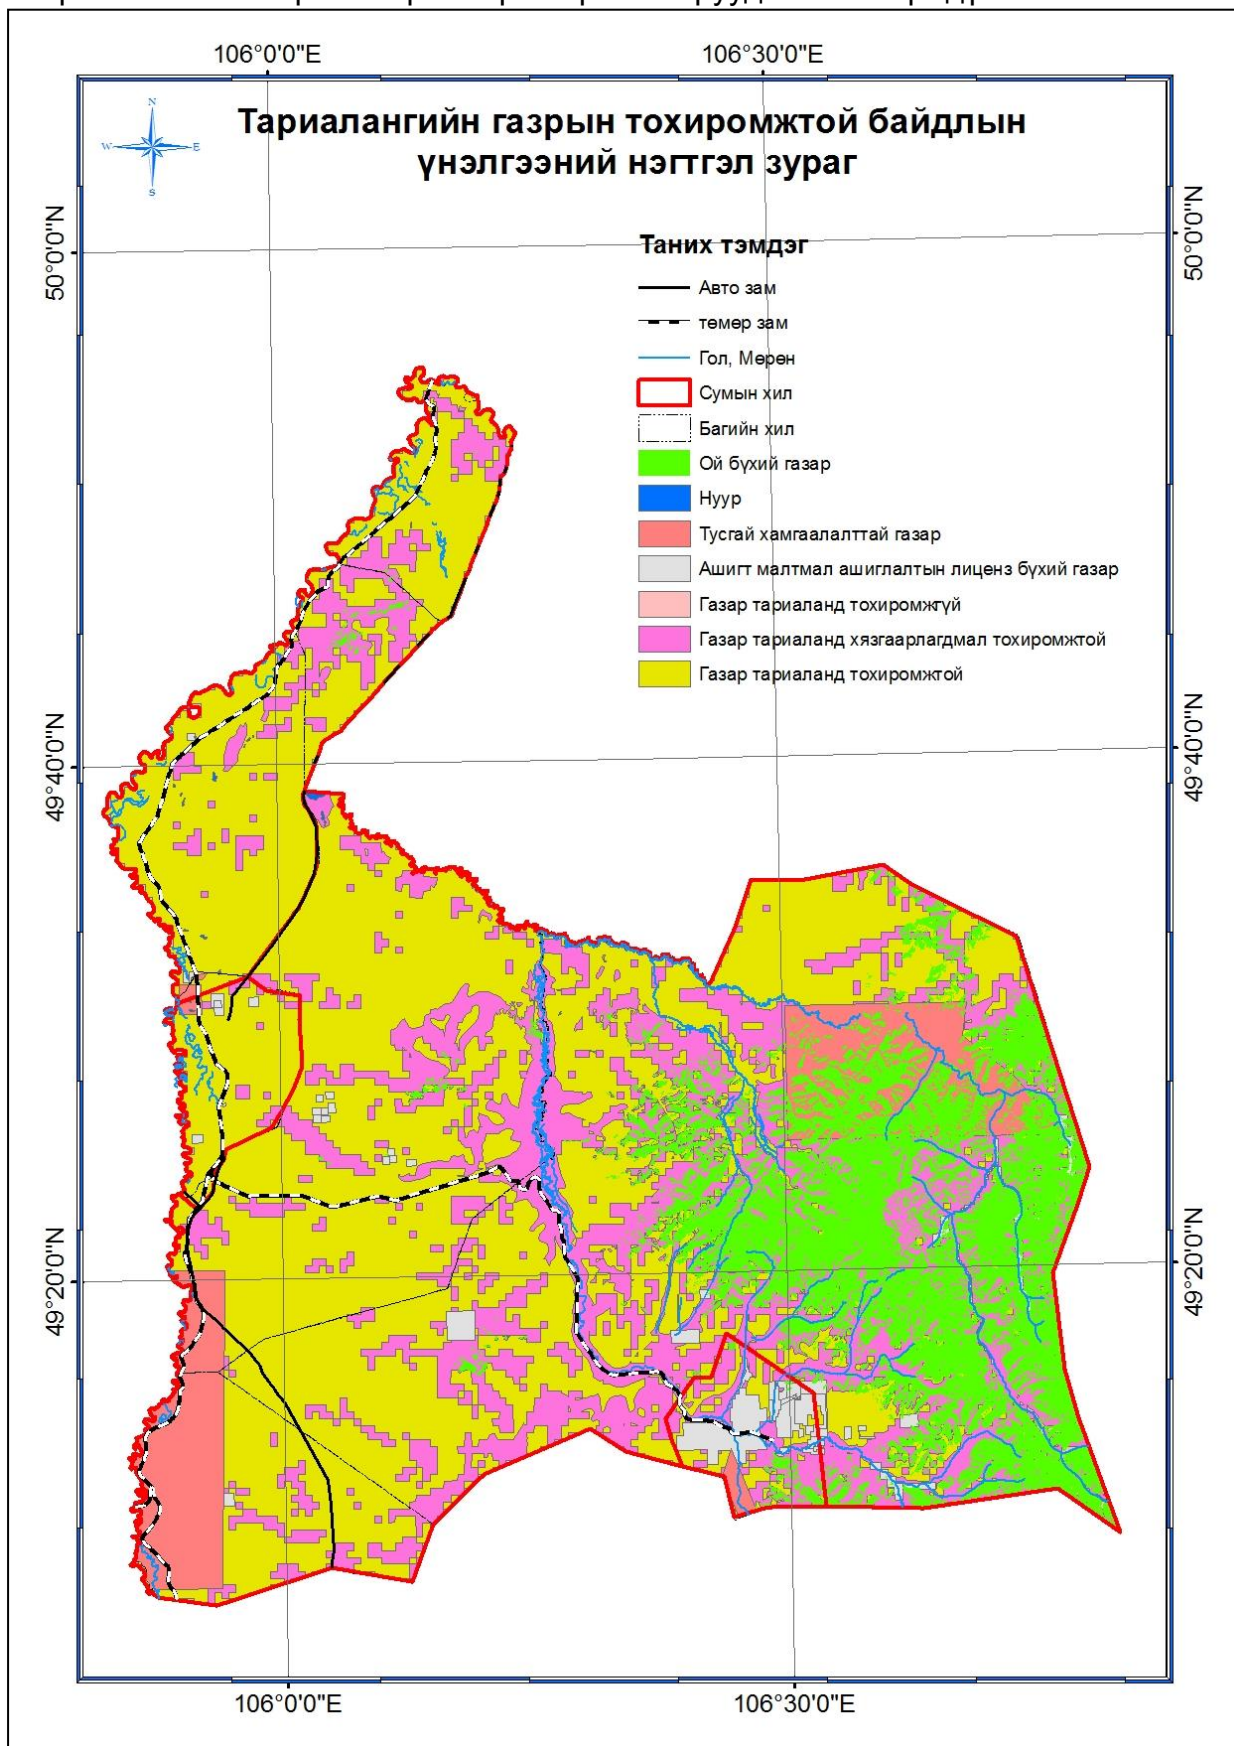 106°0'0"E
106°30'0"E
N
W
E
S
Тариалангийн газрын тохиромжтой байдлын
үнэлгээний нэгтгэл зураг
50°0'0"N
50°0'0"N
Таних тэмдэг
Авто зам
төмөр зам
Гол, Мөрөн
Сумын хил
Багийн хил
Ой бүхий газар
Нуур
Тусгай хамгаалалттай газар
Ашигт малтмал ашиглалтын лиценз бүхий газар
Газар тариаланд тохиромжгүй
Газар тариаланд хязгаарлагдмал тохиромжтой
Газар тариаланд тохиромжтой
49°40'0"N
49°40'0"N
49°20'0"N
49°20'0"N
106°0'0"E
106°30'0"E